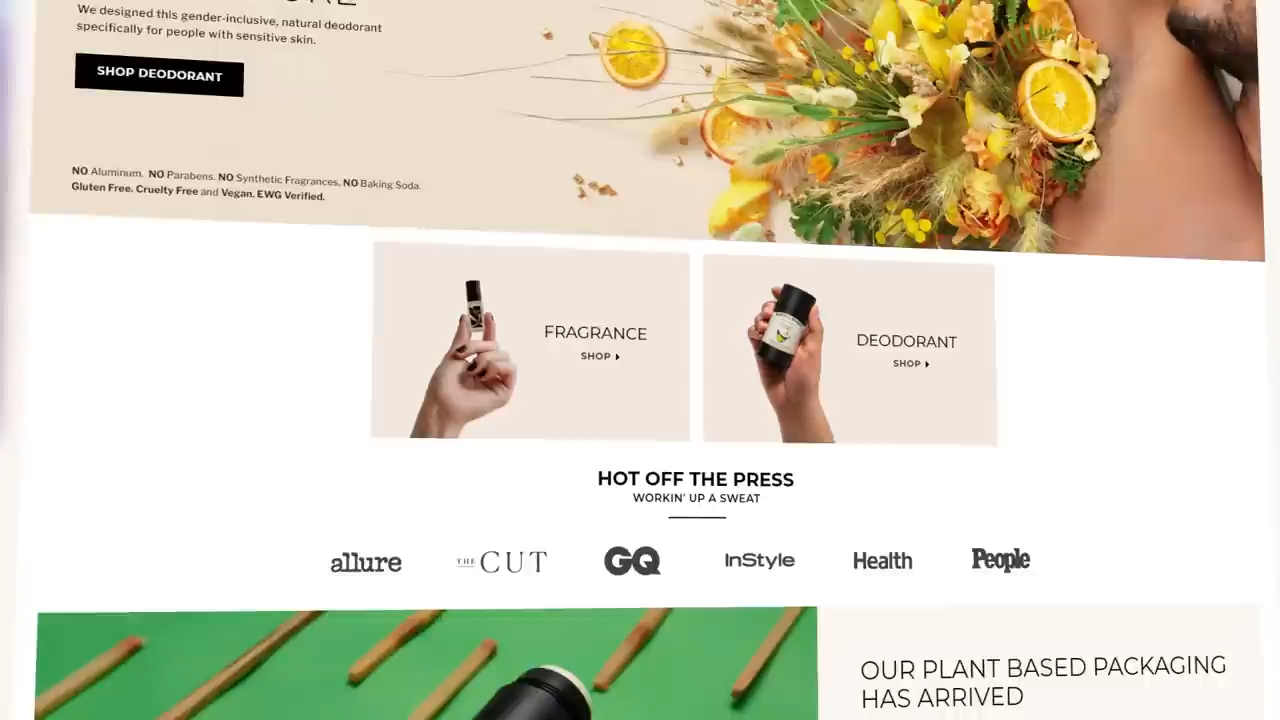 We designed this gender-inclusive, natural deodorant
specifically for people with sensitive skin.
SHOP DEODORANT
NO Aluminum. NO Parabens. NO Synthetic Fragrances. NO Baking Soda.
Gluten Free. Cruelty Free and Vegan. EWG Verified.
FRAGRANCE
SHOP
DEODORANT
SHOP
HOT OFF THE PRESS
WORKIN' UP A SWEAT
allure
THE CUT
GQ
InStyle
Health
People
OUR PLANT BASED PACKAGING
HAS ARRIVED